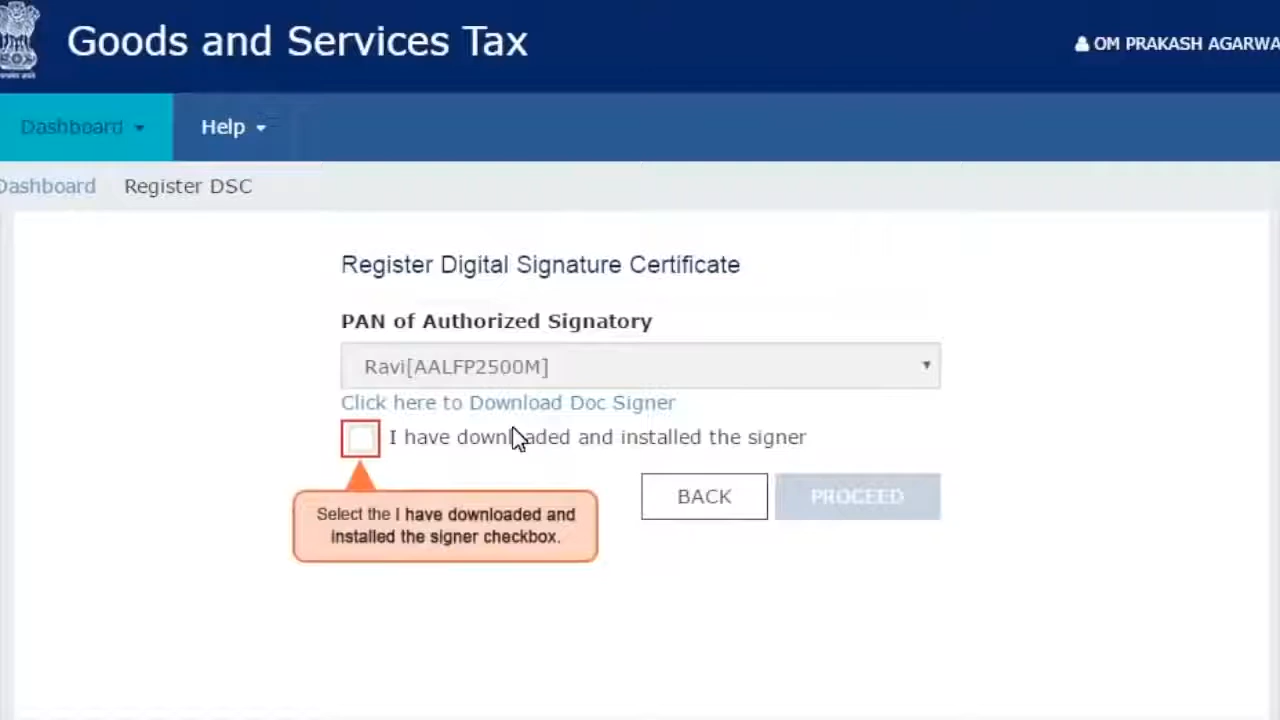 Goods and Services Tax
OM PRAKASH AGARWA
Dashboard
Help
Dashboard
Register DSC
Register Digital Signature Certificate
PAN of Authorized Signatory
Ravi[AALFP2500M]
Click here to Download Doc Signer
I have downloaded and installed the signer
BACK
PROCEED
Select the I have downloaded and
installed the signer checkbox.